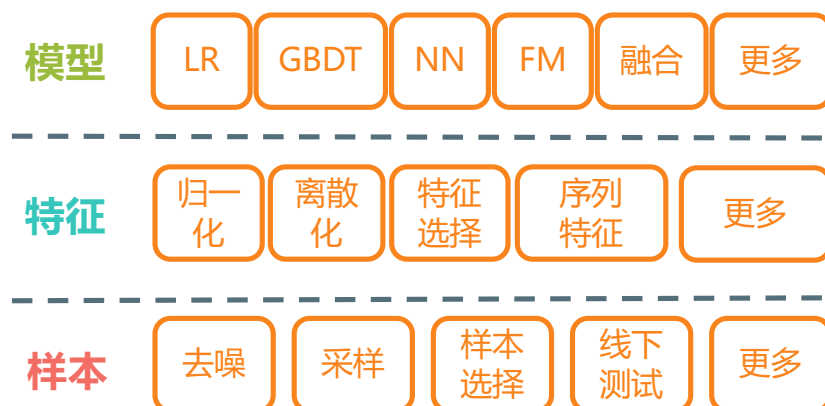 模型 LR GBDT NN FM 融合 更多
特征 归一化 离散化 特征选择 序列特征 更多
样本 去噪 采样 样本选择 线下测试 更多